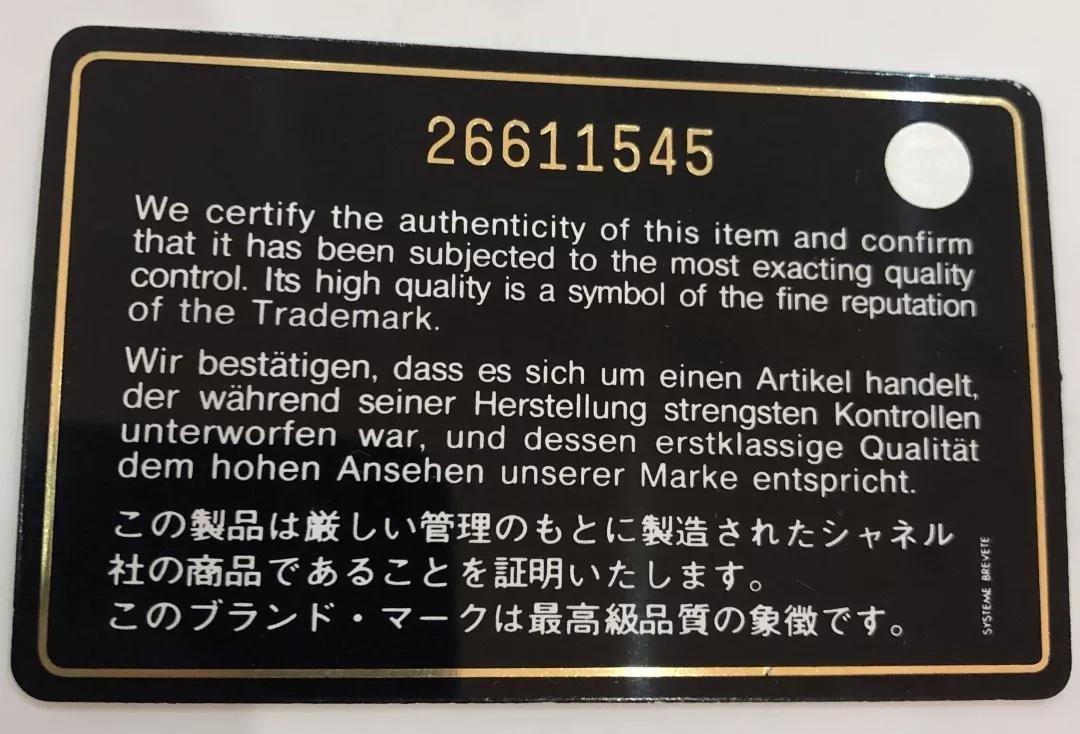 26611545
We certify the authenticity of this item and confirm
that it has been subjected to the most exacting quality
control. Its high quality is a symbol of the fine reputation
of the Trademark.
Wir bestätigen, dass es sich um einen Artikel handelt,
der während seiner Herstellung strengsten Kontrollen
unterworfen war, und dessen erstklassige Qualität
dem hohen Ansehen unserer Marke entspricht.
この製品は厳しい管理のもとに製造されたシャネル
社の商品であることを証明いたします。
このブランド・マークは最高級品質の象徴です。
SYSTEME BREVETE